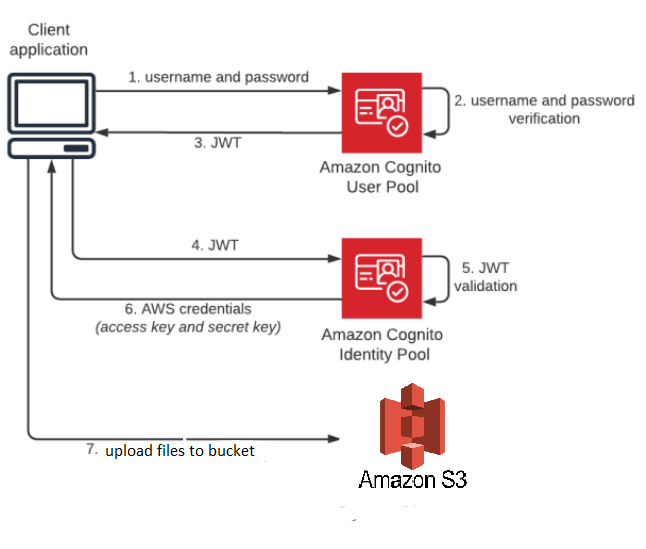 Client
application
1. username and password
2. username and password
verification
3. JWT
Amazon Cognito
User Pool
4. JWT
5. JWT
validation
6. AWS credentials
(access key and secret key)
Amazon Cognito
Identity Pool
7. upload files to bucket
Amazon S3